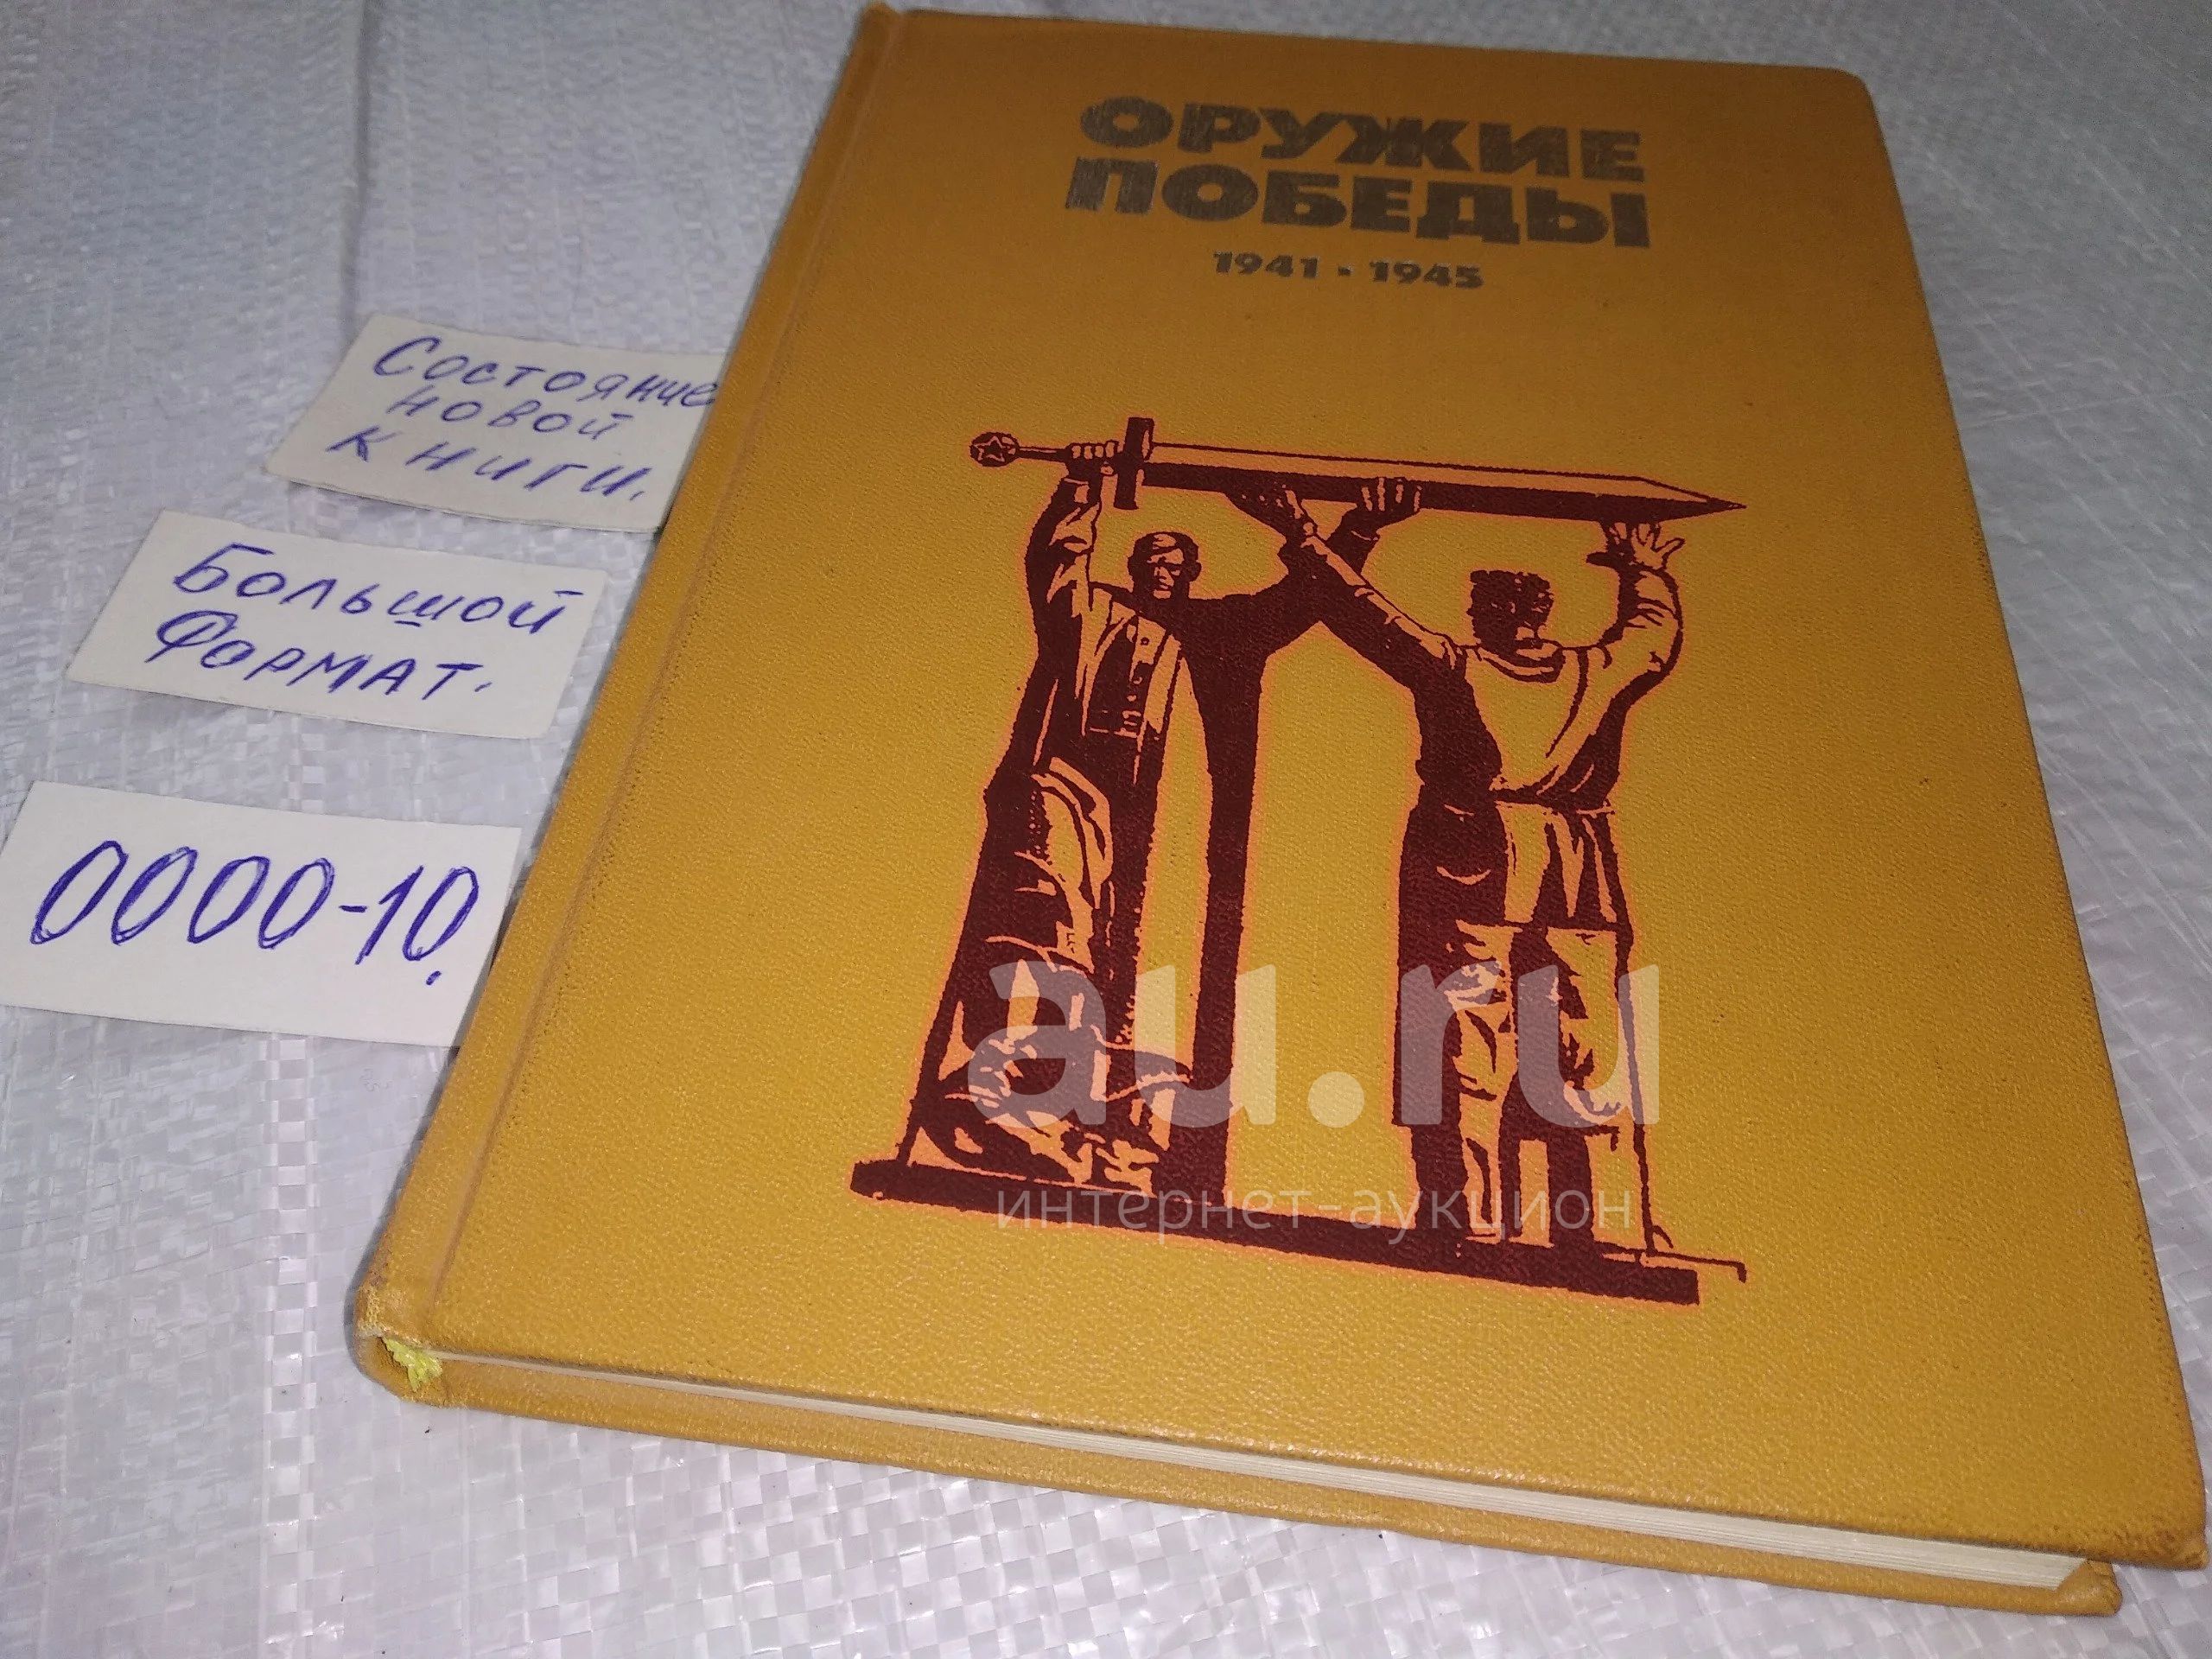 ОРУЖИЕ
ПОБЕДЫ
1941 · 1945
Состояние
новой
книги.
Большой
Формат.
0000-10.
au.ru
интернет-аукцион